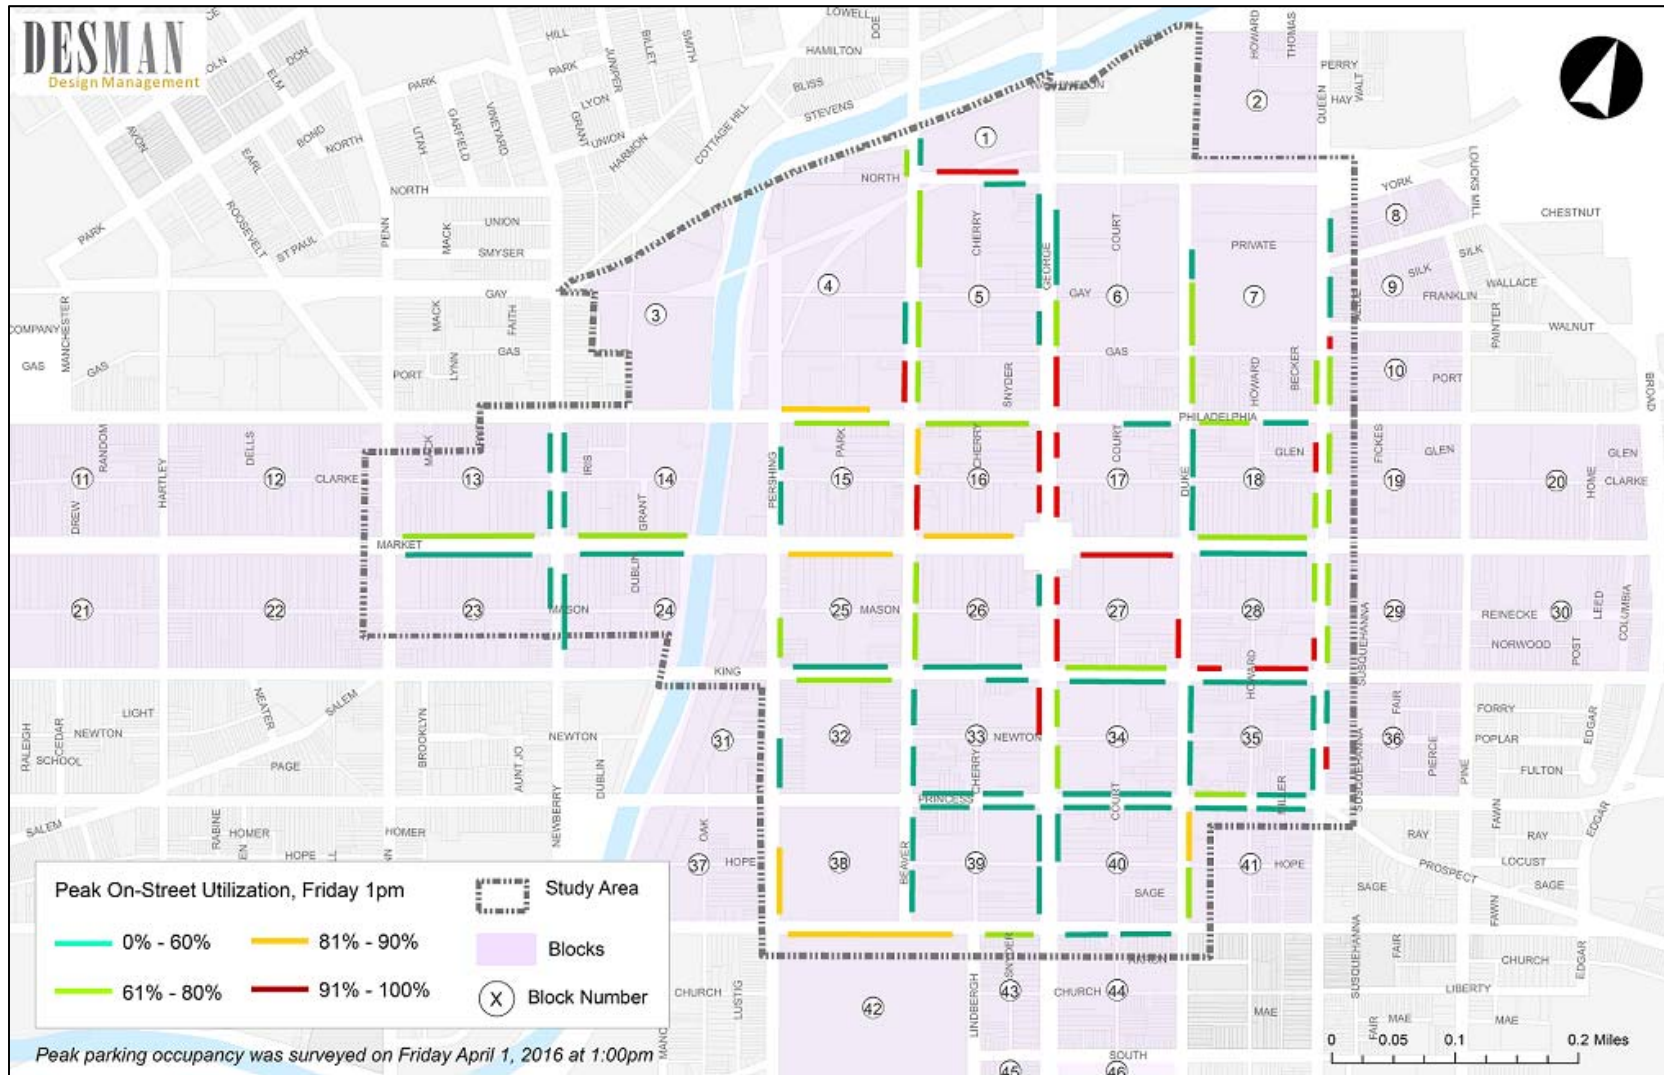 DESMAN
Design Management
LOWELL
DOE
HILL
BILLET
SMITH
HAMILTON
HOWARD
THOMAS
DON
ELM
PARK
JUNIPER
PERRY
WALT
PARK
BLISS
2
HAY
QUEEN
LYON
STEVENS
GRANT
UNION
COTTAGE HILL
AVON
BOND
NORTH
UTAH
GARFIELD
VINEYARD
HARMON
1
EARL
NORTH
NORTH
YORK
LOUCKS MILL
ROOSEVELT
PENN
UNION
MACK
CHERRY
COURT
8
CHESTNUT
PARK
ST PAUL
SMYSER
GEORGE
PRIVATE
SILK
SILK
GAY
4
5
GAY
6
7
9
FRANKLIN
WALLACE
COMPANY
MANCHESTER
MACK
FAITH
3
PAINTER
WALNUT
GAS
GAS
LYNN
GAS
PORT
SNYDER
GAS
HOWARD
BECKER
10
PORT
BROAD
PHILADELPHIA
RANDOM
DELLS
MACK
PARK
CHERRY
COURT
GLEN
FICKES
GLEN
GLEN
11
HARTLEY
12
CLARKE
13
IRIS
14
PERSHING
15
16
17
DUKE
18
19
20
HOME
CLARKE
DREW
GRANT
MARKET
DUBLIN
21
22
23
MASON
24
25
MASON
26
27
28
29
REINECKE
30
LEED
COLUMBIA
NORWOOD
POST
SUSQUEHANNA
KING
HOWARD
RALEIGH
CEDAR
LIGHT
NEATER
SALEM
FAIR
FORRY
EDGAR
NEWTON
BROOKLYN
NEWTON
31
32
33
NEWTON
34
35
36
POPLAR
SCHOOL
PAGE
AUNT JO
DUBLIN
CHERRY
PIERCE
PINE
FULTON
SUSQUEHANNA
PRINCESS
COURT
MILLER
SALEM
RABINE
HOMER
HOMER
NEWBERRY
OAK
FAWN
RAY
RAY
EDGAR
HOPE
37
HOPE
38
BEAVER
39
40
41
HOPE
PROSPECT
LOCUST
SAGE
SAGE
SAGE
FAWN
Peak On-Street Utilization, Friday 1pm
0% - 60%
61% - 80%
81% - 90%
91% - 100%
Study Area
Blocks
X
Block Number
SNYDER
SUSQUEHANNA
FAIR
CHURCH
EDGAR
CHURCH
LUSTIG
LINDBERGH
43
CHURCH
44
LIBERTY
42
MAE
FAIR
MAE
MAE
Peak parking occupancy was surveyed on Friday April 1, 2016 at 1:00pm
SOUTH
45
46
0 0.05 0.1 0.2 Miles